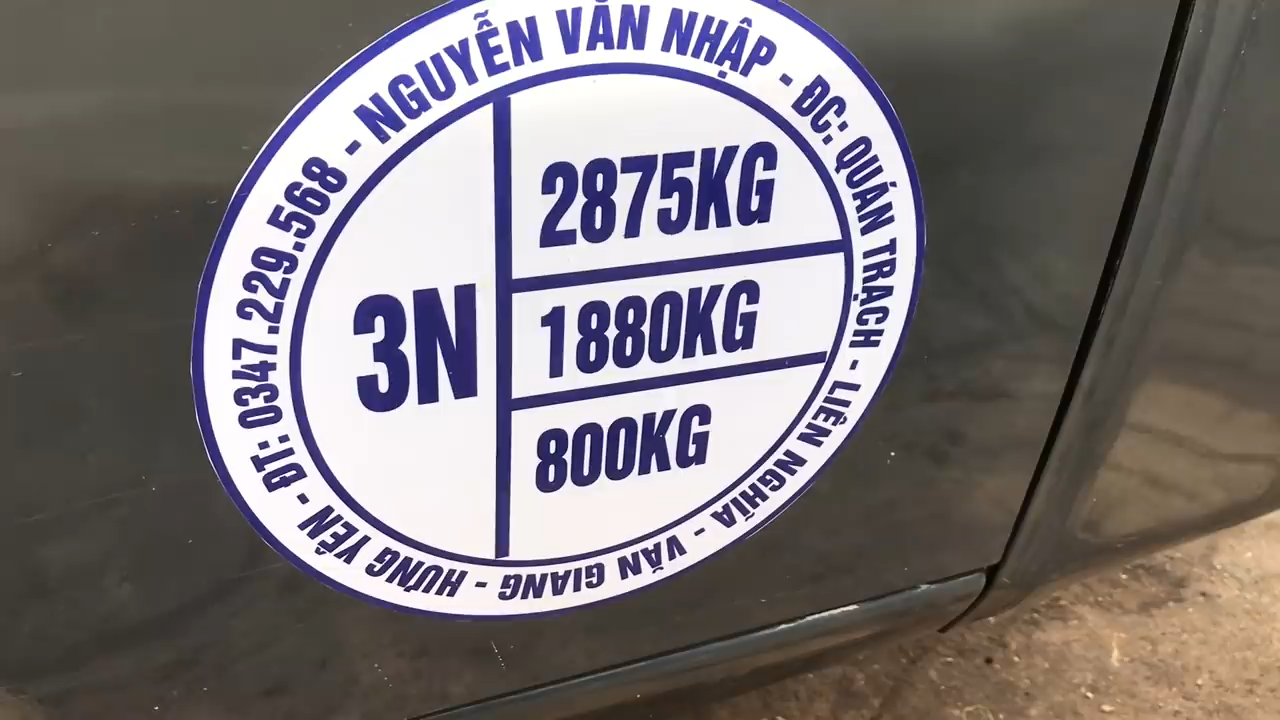 NGUYỄN VĂN NHẬP - ĐC: QUÁN TRẠCH - LIÊN NGHĨA - VĂN GIANG - HƯNG YÊN - ĐT: 0347.229.568 -
3N
2875KG
1880KG
800KG